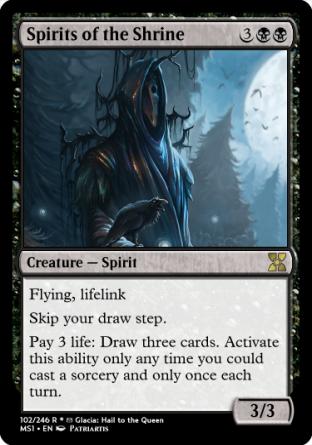 Spirits of the Shrine 3
Creature — Spirit
Flying, lifelink
Skip your draw step.
Pay 3 life: Draw three cards. Activate
this ability only any time you could
cast a sorcery and only once each
turn.
3/3
102/246 R * Glacia: Hail to the Queen
MS1 • EN Patriartis